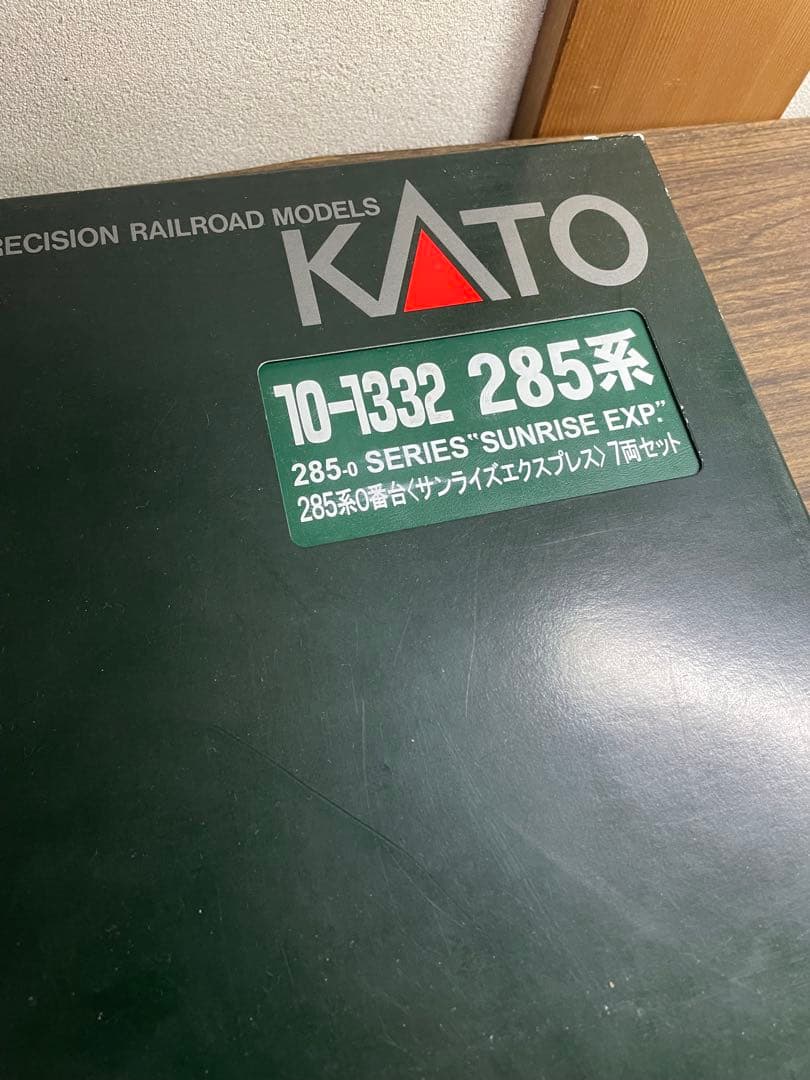 RECISION RAILROAD MODELS KATO
10-1332 285系
285-0 SERIES "SUNRISE EXP."
285系0番台〈サンライズエクスプレス〉7両セット